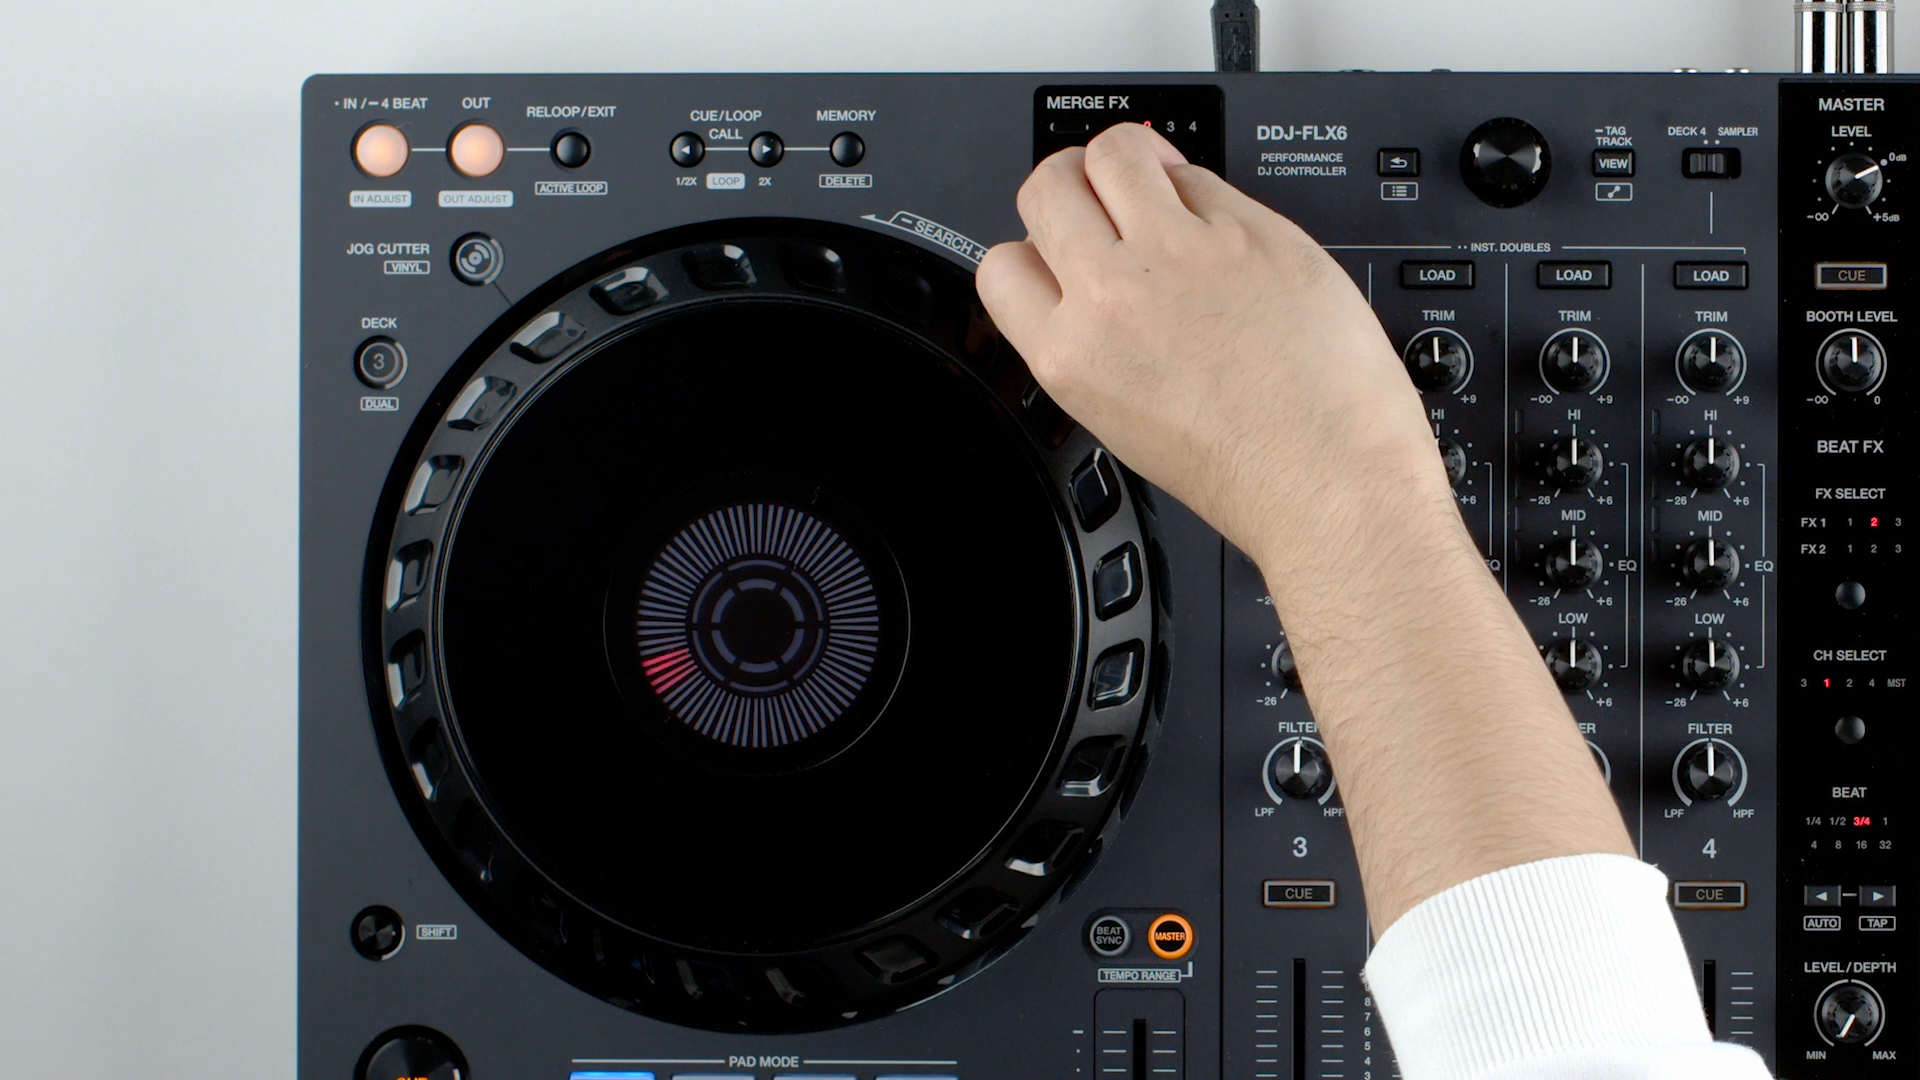 • IN / – 4 BEAT
OUT
RELOOP/EXIT
CUE/LOOP
CALL
MEMORY
IN ADJUST
OUT ADJUST
ACTIVE LOOP
1/2X
LOOP
2X
DELETE
JOG CUTTER
VINYL
– SEARCH +
DECK
3
DUAL
SHIFT
BEAT
SYNC
MASTER
TEMPO RANGE
PAD MODE
MERGE FX
3 4
DDJ-FLX6
PERFORMANCE
DJ CONTROLLER
– TAG
TRACK
VIEW
DECK 4 SAMPLER
•• INST. DOUBLES
LOAD LOAD LOAD
TRIM TRIM TRIM
+9 -∞ +9 -∞ +9
HI HI HI
+6 -26 +6 -26 +6
MID MID
EQ EQ EQ
-26 +6 -26 +6
LOW LOW
-26 +6 -26 +6
FILTER FILTER
LPF HPF LPF HPF
3 4
CUE CUE
8
7
6
5
4
3
MASTER
LEVEL
0dB
-∞ +5dB
CUE
BOOTH LEVEL
-∞ 0
BEAT FX
FX SELECT
FX 1 1 2 3
FX 2 1 2 3
CH SELECT
3 1 2 4 MST
BEAT
1/4 1/2 3/4 1
4 8 16 32
AUTO TAP
LEVEL/DEPTH
MIN MAX